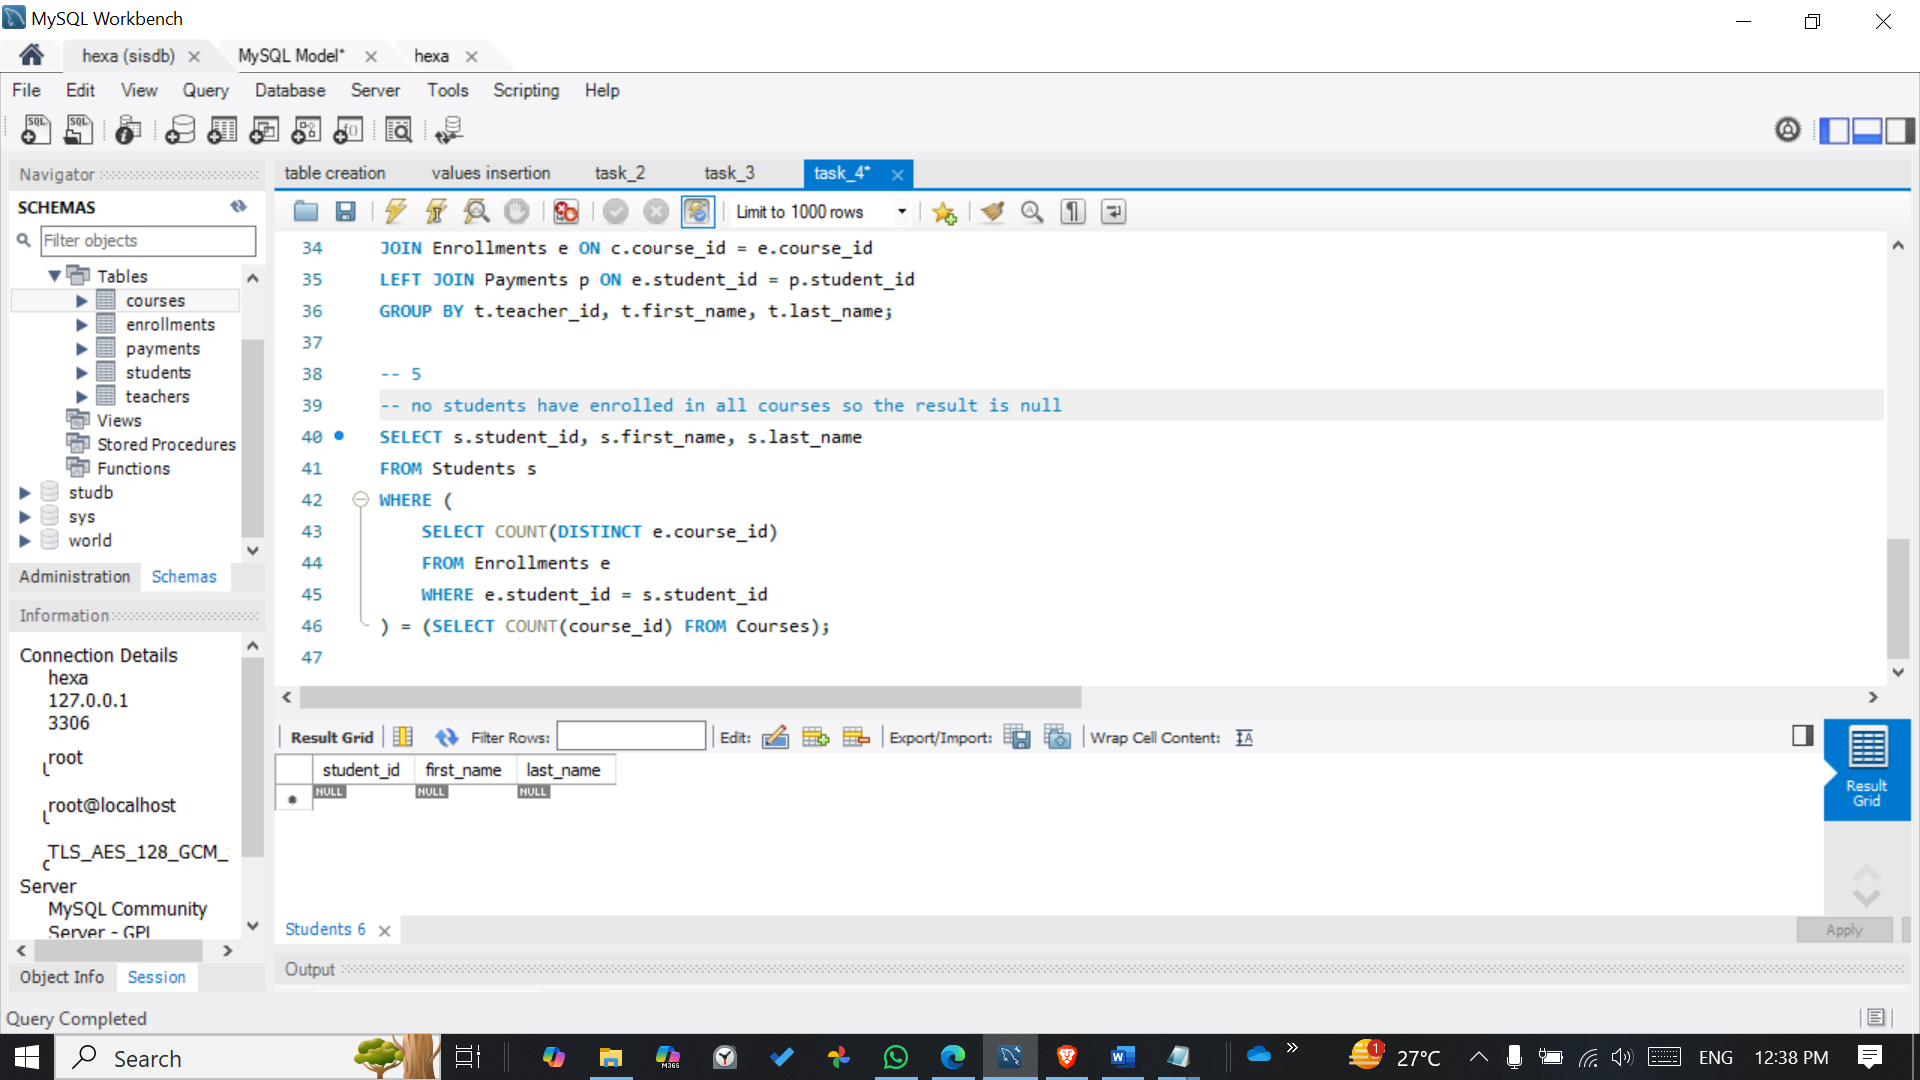 MySQL Workbench
hexa (sisdb)
MySQL Model*
hexa
File Edit View Query Database Server Tools Scripting Help
Navigator
SCHEMAS
Filter objects
Tables
courses
enrollments
payments
students
teachers
Views
Stored Procedures
Functions
studb
sys
world
Administration Schemas
Information
Connection Details
hexa
127.0.0.1
3306
root
root@localhost
TLS_AES_128_GCM_
Server
MySQL Community
Server - GPL
Object Info Session
table creation values insertion task_2 task_3 task_4*
Limit to 1000 rows
34 JOIN Enrollments e ON c.course_id = e.course_id
35 LEFT JOIN Payments p ON e.student_id = p.student_id
36 GROUP BY t.teacher_id, t.first_name, t.last_name;
37
38 -- 5
39 -- no students have enrolled in all courses so the result is null
40 SELECT s.student_id, s.first_name, s.last_name
41 FROM Students s
42 WHERE (
43 SELECT COUNT(DISTINCT e.course_id)
44 FROM Enrollments e
45 WHERE e.student_id = s.student_id
46 ) = (SELECT COUNT(course_id) FROM Courses);
47
Result Grid Filter Rows: Edit: Export/Import: Wrap Cell Content:
student_id first_name last_name
NULL NULL NULL
Result
Grid
Students 6
Apply
Output
Query Completed
Search
M365
1
27°C
ENG
12:38 PM